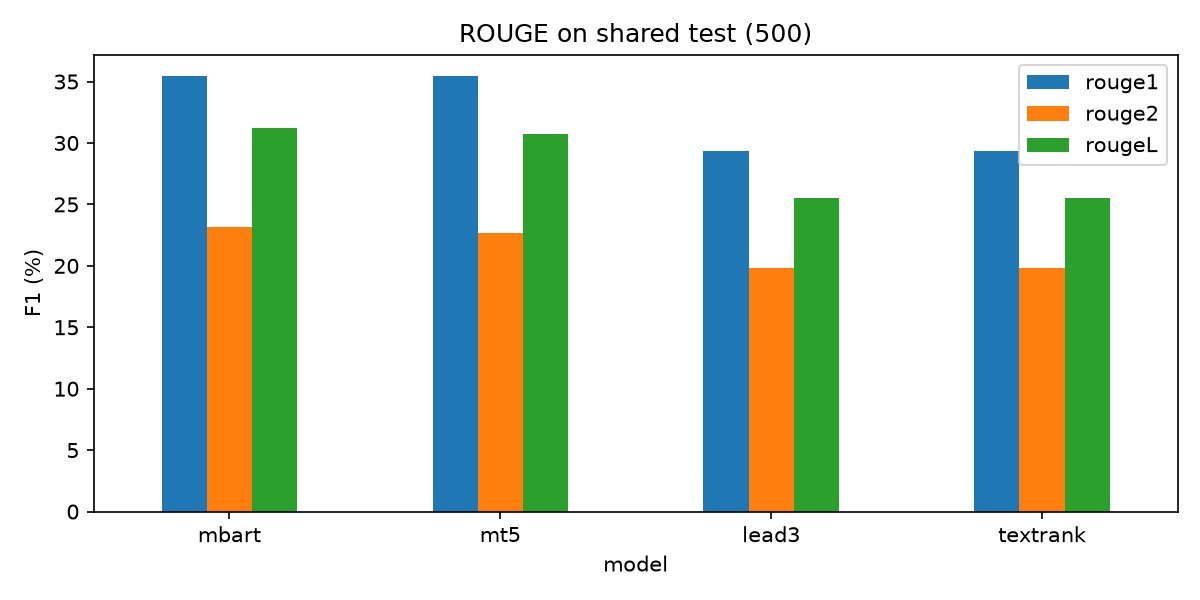 ROUGE on shared test (500)
rouge1
rouge2
rougeL
F1 (%)
35
30
25
20
15
10
5
0
mbart mt5 lead3 textrank
model